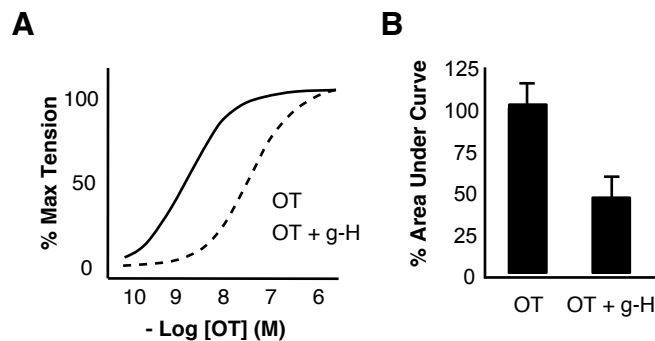 A
% Max Tension
100
50
0
OT
OT + g-H
10 9 8 7 6
- Log [OT] (M)
B
% Area Under Curve
125
100
75
50
25
0
OT OT + g-H